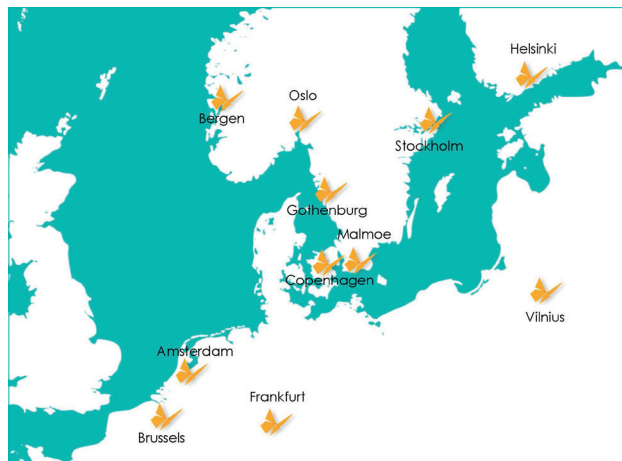 Helsinki
Oslo
Bergen
Stockholm
Gothenburg
Malmoe
Copenhagen
Vilnius
Amsterdam
Frankfurt
Brussels